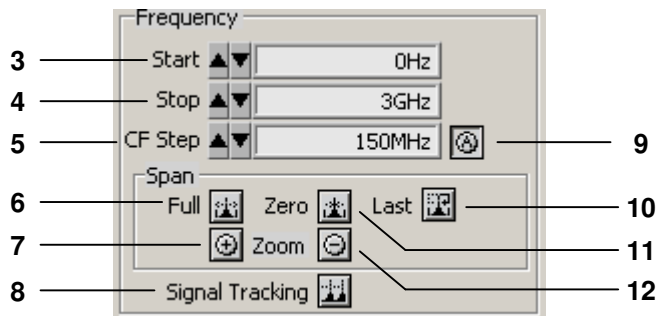 Frequency
3 Start 0Hz
4 Stop 3GHz
5 CF Step 150MHz A 9
Span
6 Full Zero Last 10
11
7 Zoom 12
8 Signal Tracking